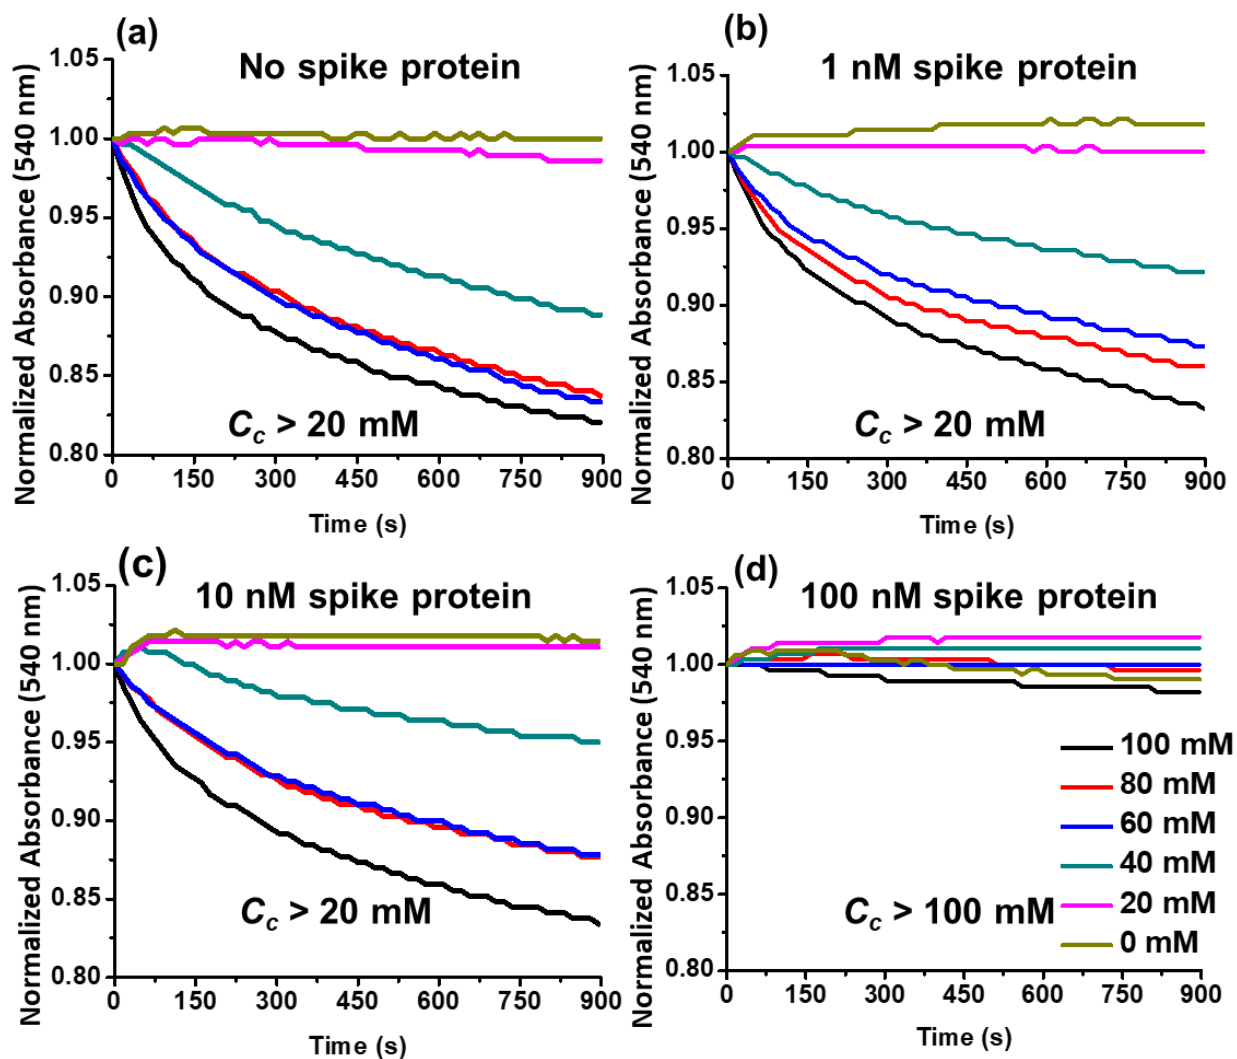 (a)
No spike protein
Normalized Absorbance (540 nm)
1.05
1.00
0.95
0.90
0.85
0.80
C_c > 20 mM
0 150 300 450 600 750 900
Time (s)
(b)
1 nM spike protein
Normalized Absorbance (540 nm)
1.05
1.00
0.95
0.90
0.85
0.80
C_c > 20 mM
0 150 300 450 600 750 900
Time (s)
(c)
10 nM spike protein
Normalized Absorbance (540 nm)
1.05
1.00
0.95
0.90
0.85
0.80
C_c > 20 mM
0 150 300 450 600 750 900
Time (s)
(d)
100 nM spike protein
Normalized Absorbance (540 nm)
1.05
1.00
0.95
0.90
0.85
0.80
C_c > 100 mM
100 mM
80 mM
60 mM
40 mM
20 mM
0 mM
0 150 300 450 600 750 900
Time (s)